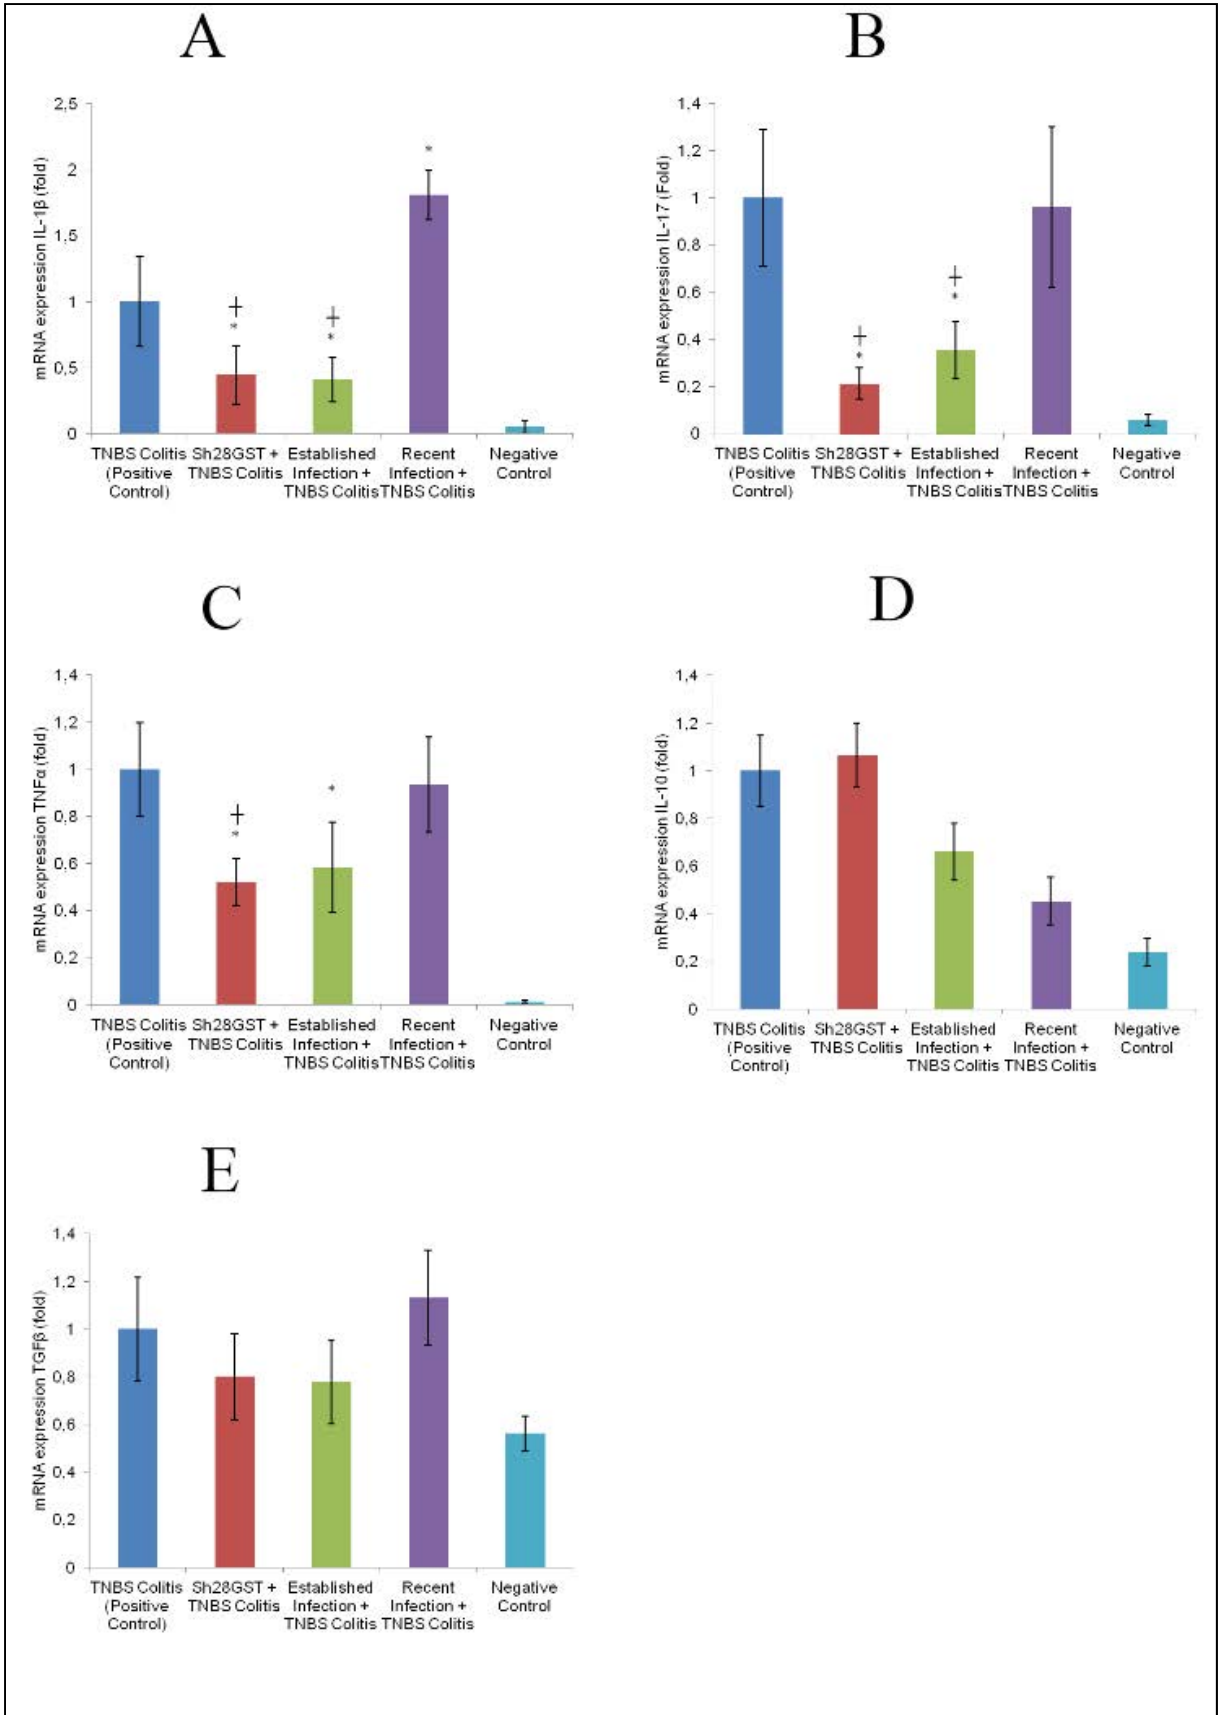 A
mRNA expression IL-1β (fold)
2,5
2
1,5
1
0,5
0
*
┼
*
┼
*
TNBS Colitis (Positive Control)
Sh28GST + TNBS Colitis
Established Infection + TNBS Colitis
Recent Infection + TNBS Colitis
Negative Control
B
mRNA expression IL-17 (Fold)
1.4
1.2
1
0.8
0.6
0.4
0.2
0
┼
*
┼
*
TNBS Colitis (Positive Control)
Sh28GST + TNBS Colitis
Established Infection + TNBS Colitis
Recent Infection + TNBS Colitis
Negative Control
C
mRNA expression TNFα (fold)
1,4
1,2
1
0,8
0,6
0,4
0,2
0
┼
*
*
TNBS Colitis (Positive Control)
Sh28GST + TNBS Colitis
Established Infection + TNBS Colitis
Recent Infection + TNBS Colitis
Negative Control
D
mRNA expression IL-10 (fold)
1,4
1,2
1
0,8
0,6
0,4
0,2
0
TNBS Colitis (Positive Control)
Sh28GST + TNBS Colitis
Established Infection + TNBS Colitis
Recent Infection + TNBS Colitis
Negative Control
E
mRNA expression TGFβ (fold)
1,4
1,2
1
0,8
0,6
0,4
0,2
0
TNBS Colitis (Positive Control)
Sh28GST + TNBS Colitis
Established Infection + TNBS Colitis
Recent Infection + TNBS Colitis
Negative Control